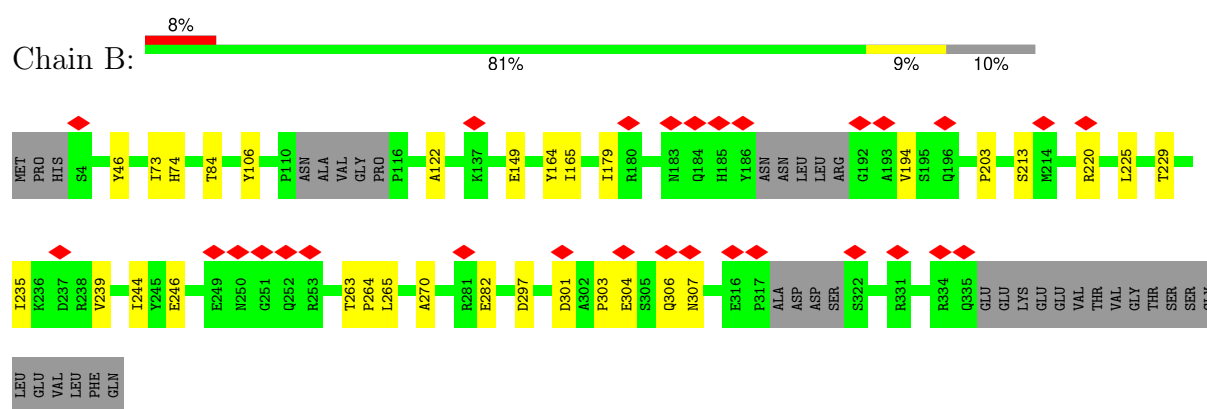 8%
Chain B:
81% 9% 10%
MET PRO HIS S4 Y46 I73 H74 T84 Y106 P110 ASN ALA VAL GLY PRO P116 A122 K137 E149 Y164 I165 I179 R180 N183 Q184 H185 Y186 ASN ASN LEU LEU ARG G192 A193 V194 S195 Q196 P203 S213 M214 R220 L225 T229
I235 K236 D237 R238 V239 I244 Y245 E246 E249 N250 G251 Q252 R253 T263 P264 L265 A270 R281 E282 D297 D301 A302 P303 E304 S305 Q306 N307 E316 P317 ALA ASP ASP SER S322 R331 R334 Q335 GLU GLU LYS GLU GLU VAL THR VAL GLY THR SER SER
LEU GLU VAL LEU PHE GLN